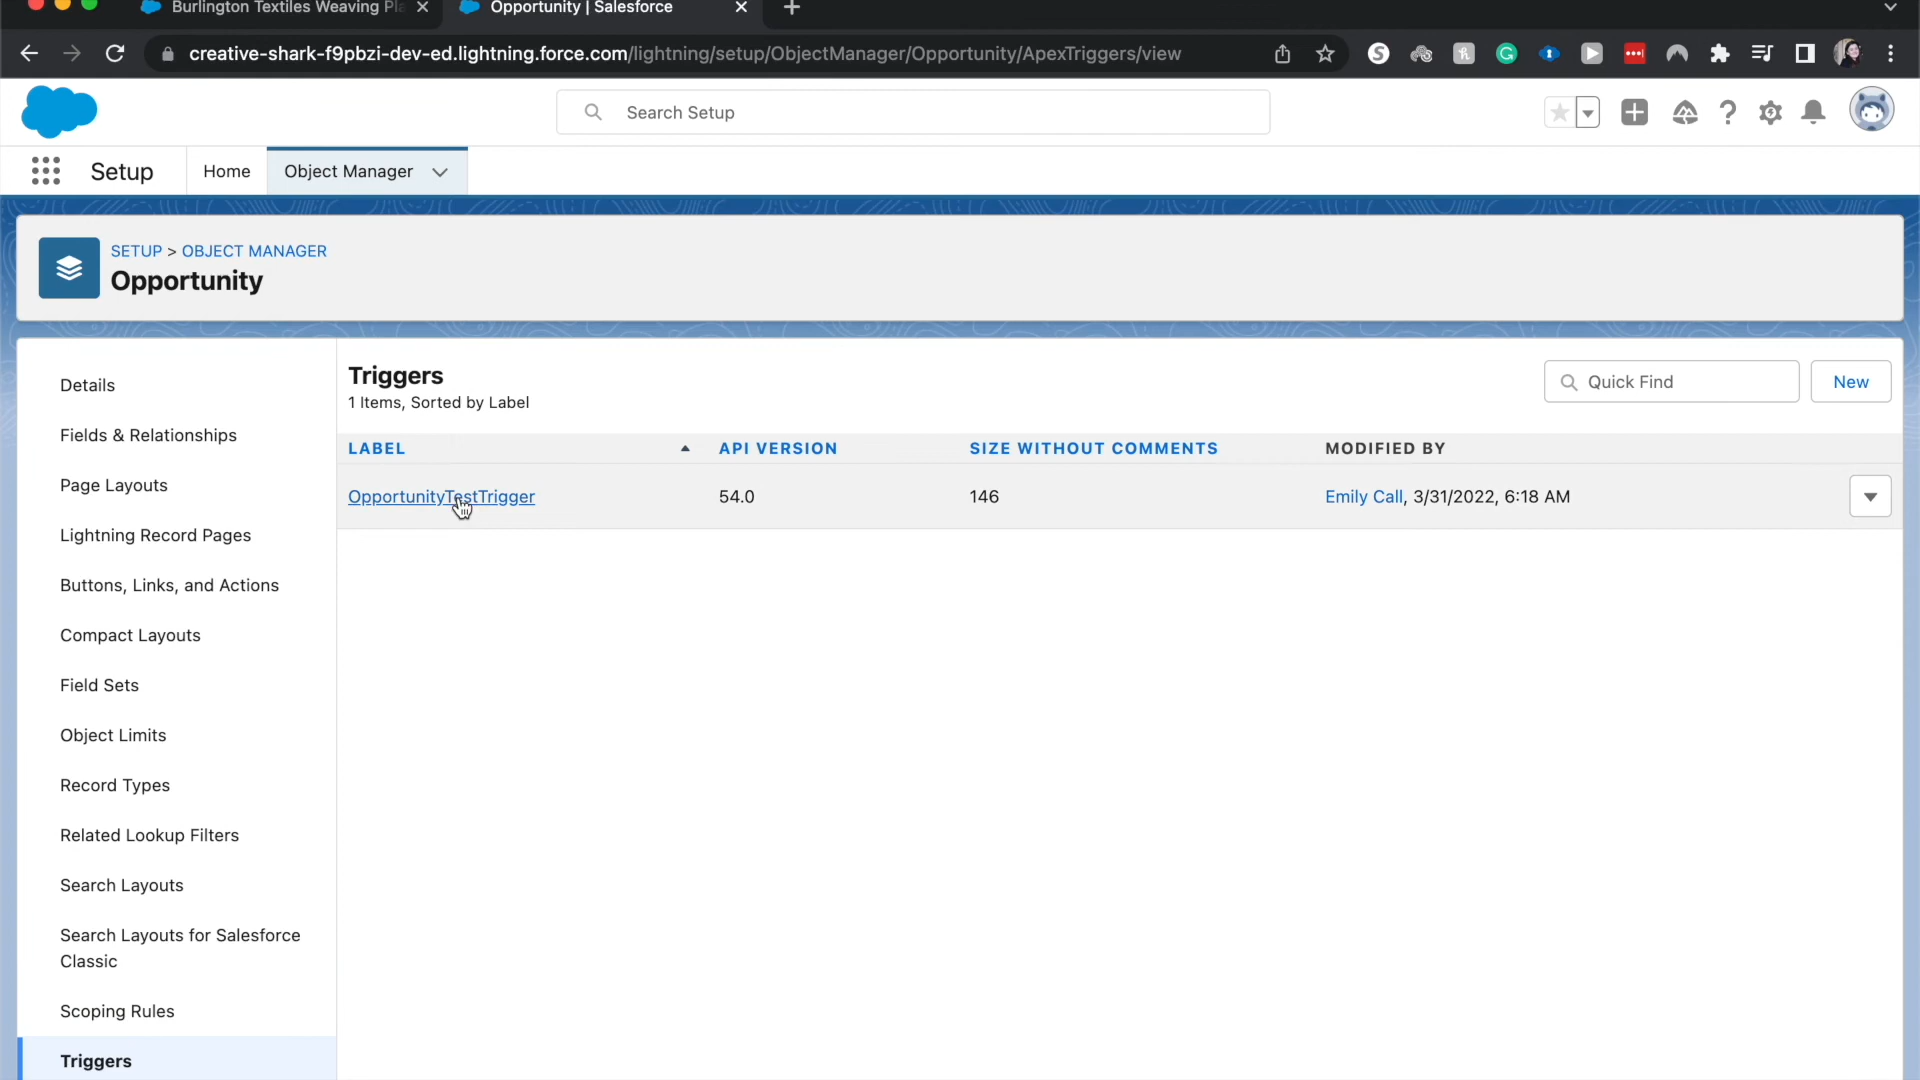 Burlington Textiles Weaving Pla
Opportunity | Salesforce
creative-shark-f9pbzi-dev-ed.lightning.force.com/lightning/setup/ObjectManager/Opportunity/ApexTriggers/view
Search Setup
Setup
Home
Object Manager
SETUP > OBJECT MANAGER
Opportunity
Details
Fields & Relationships
Page Layouts
Lightning Record Pages
Buttons, Links, and Actions
Compact Layouts
Field Sets
Object Limits
Record Types
Related Lookup Filters
Search Layouts
Search Layouts for Salesforce
Classic
Scoping Rules
Triggers
Triggers
1 Items, Sorted by Label
Quick Find
New
LABEL API VERSION SIZE WITHOUT COMMENTS MODIFIED BY
OpportunityTestTrigger 54.0 146 Emily Call, 3/31/2022, 6:18 AM